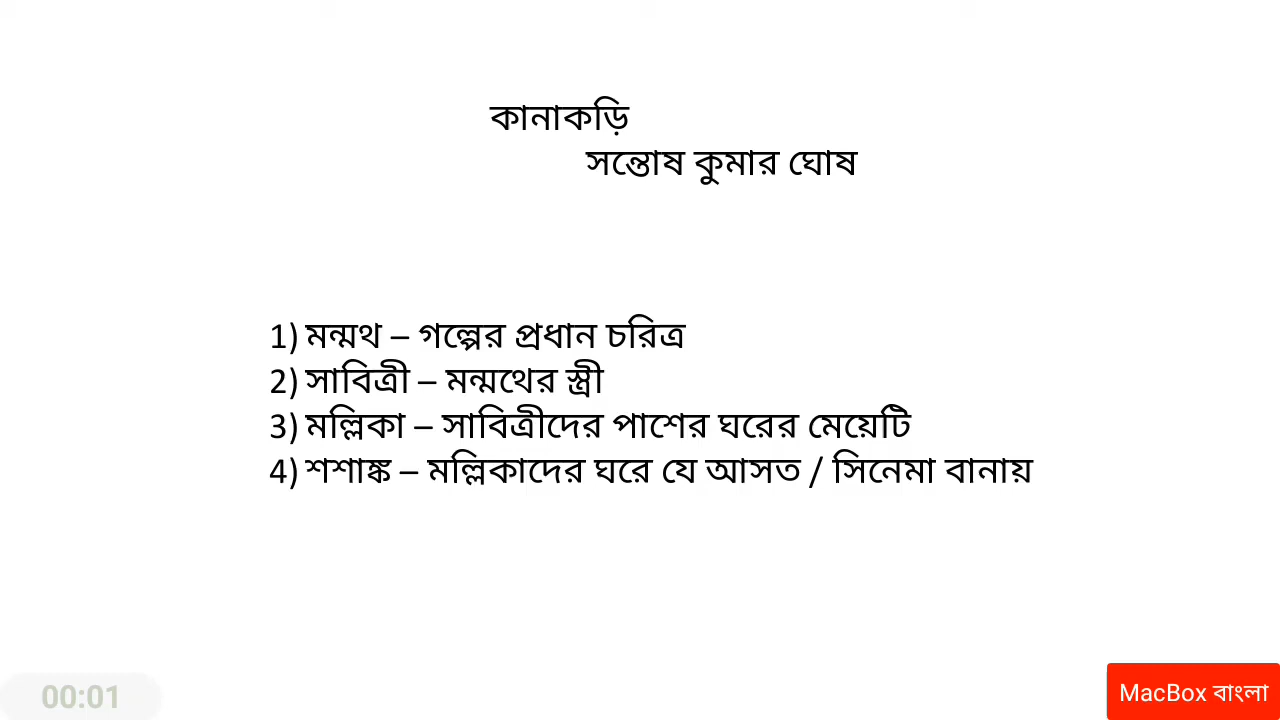 কানাকড়ি
সন্তোষ কুমার ঘোষ
1) মন্মথ – গল্পের প্রধান চরিত্র
2) সাবিত্রী – মন্মথের স্ত্রী
3) মল্লিকা – সাবিত্রীদের পাশের ঘরের মেয়েটি
4) শশাঙ্ক – মল্লিকাদের ঘরে যে আসত / সিনেমা বানায়
00:01
MacBox বাংলা